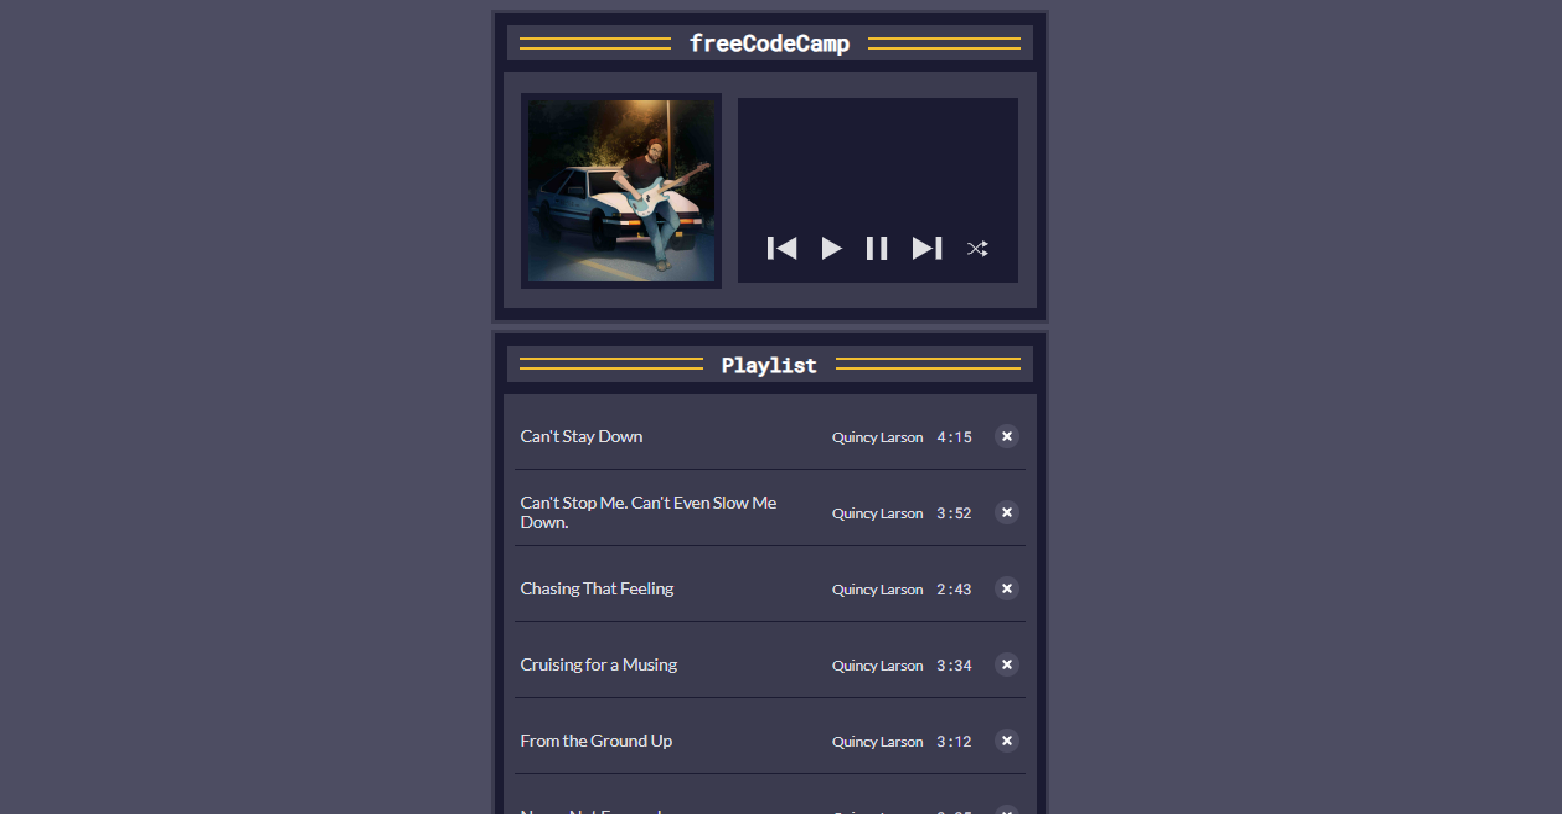 freeCodeCamp
Playlist
Can't Stay Down Quincy Larson 4:15
Can't Stop Me. Can't Even Slow Me
Down. Quincy Larson 3:52
Chasing That Feeling Quincy Larson 2:43
Cruising for a Musing Quincy Larson 3:34
From the Ground Up Quincy Larson 3:12